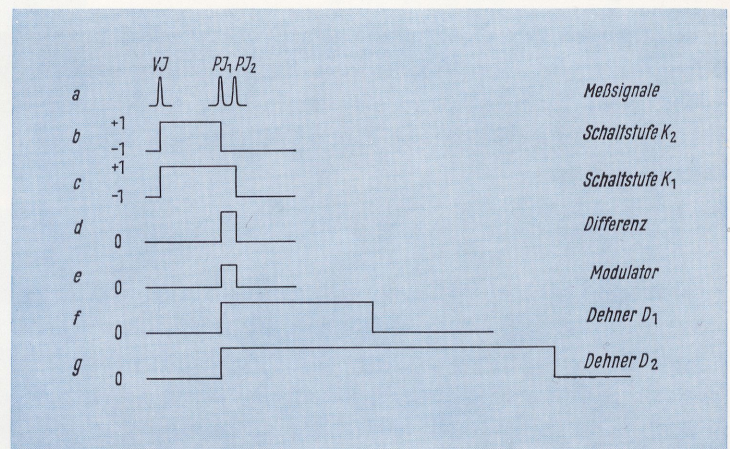 VJ PJ₁ PJ₂
a Meßsignale
+1
b Schaltstufe K₂
-1
+1
c Schaltstufe K₁
-1
d Differenz
0
e Modulator
0
f Dehner D₁
0
g Dehner D₂
0